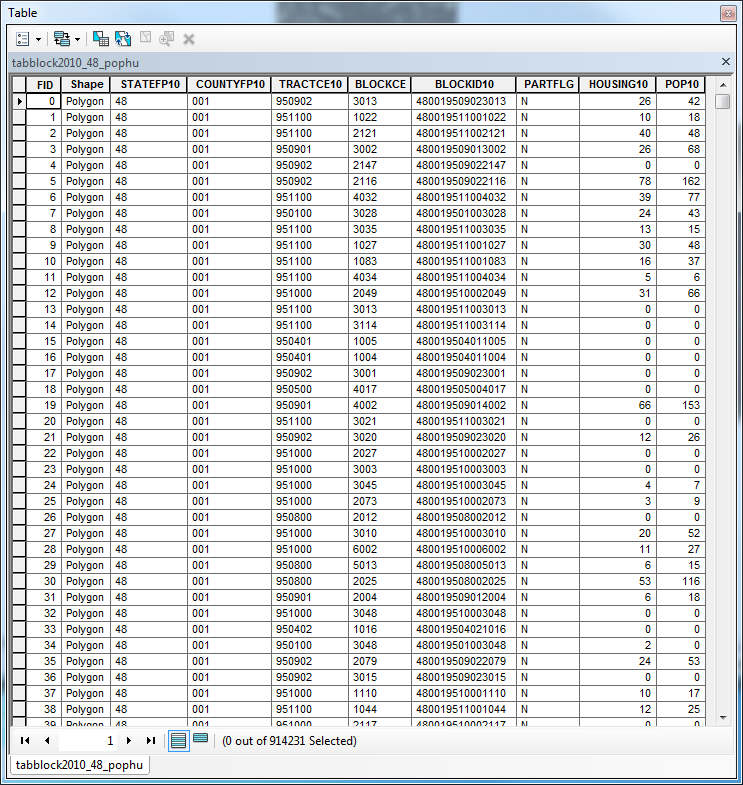 Table
tabblock2010_48_pophu
FID Shape STATEFP10 COUNTYFP10 TRACTCE10 BLOCKCE BLOCKID10 PARTFLG HOUSING10 POP10
0 Polygon 48 001 950902 3013 480019509023013 N 26 42
1 Polygon 48 001 951100 1022 480019511001022 N 10 18
2 Polygon 48 001 951100 2121 480019511002121 N 40 48
3 Polygon 48 001 950901 3002 480019509013002 N 26 68
4 Polygon 48 001 950902 2147 480019509022147 N 0 0
5 Polygon 48 001 950902 2116 480019509022116 N 78 162
6 Polygon 48 001 951100 4032 480019511004032 N 39 77
7 Polygon 48 001 950100 3028 480019501003028 N 24 43
8 Polygon 48 001 951100 3035 480019511003035 N 13 15
9 Polygon 48 001 951100 1027 480019511001027 N 30 48
10 Polygon 48 001 951100 1083 480019511001083 N 16 37
11 Polygon 48 001 951100 4034 480019511004034 N 5 6
12 Polygon 48 001 951000 2049 480019510002049 N 31 66
13 Polygon 48 001 951100 3013 480019511003013 N 0 0
14 Polygon 48 001 951100 3114 480019511003114 N 0 0
15 Polygon 48 001 950401 1005 480019504011005 N 0 0
16 Polygon 48 001 950401 1004 480019504011004 N 0 0
17 Polygon 48 001 950902 3001 480019509023001 N 0 0
18 Polygon 48 001 950500 4017 480019505004017 N 0 0
19 Polygon 48 001 950901 4002 480019509014002 N 66 153
20 Polygon 48 001 951100 3021 480019511003021 N 0 0
21 Polygon 48 001 950902 3020 480019509023020 N 12 26
22 Polygon 48 001 951000 2027 480019510002027 N 0 0
23 Polygon 48 001 951000 3003 480019510003003 N 0 0
24 Polygon 48 001 951000 3045 480019510003045 N 4 7
25 Polygon 48 001 951000 2073 480019510002073 N 3 9
26 Polygon 48 001 950800 2012 480019508002012 N 0 0
27 Polygon 48 001 951000 3010 480019510003010 N 20 52
28 Polygon 48 001 951000 6002 480019510006002 N 11 27
29 Polygon 48 001 950800 5013 480019508005013 N 6 15
30 Polygon 48 001 950800 2025 480019508002025 N 53 116
31 Polygon 48 001 950901 2004 480019509012004 N 6 18
32 Polygon 48 001 951000 3048 480019510003048 N 0 0
33 Polygon 48 001 950402 1016 480019504021016 N 0 0
34 Polygon 48 001 950100 3048 480019501003048 N 2 0
35 Polygon 48 001 950902 2079 480019509022079 N 24 53
36 Polygon 48 001 950902 3015 480019509023015 N 0 0
37 Polygon 48 001 951000 1110 480019510001110 N 10 17
38 Polygon 48 001 951100 1044 480019511001044 N 12 25
39 Polygon 48 001 951000 2117 480019510002117 N 0 0
1 (0 out of 914231 Selected)
tabblock2010_48_pophu